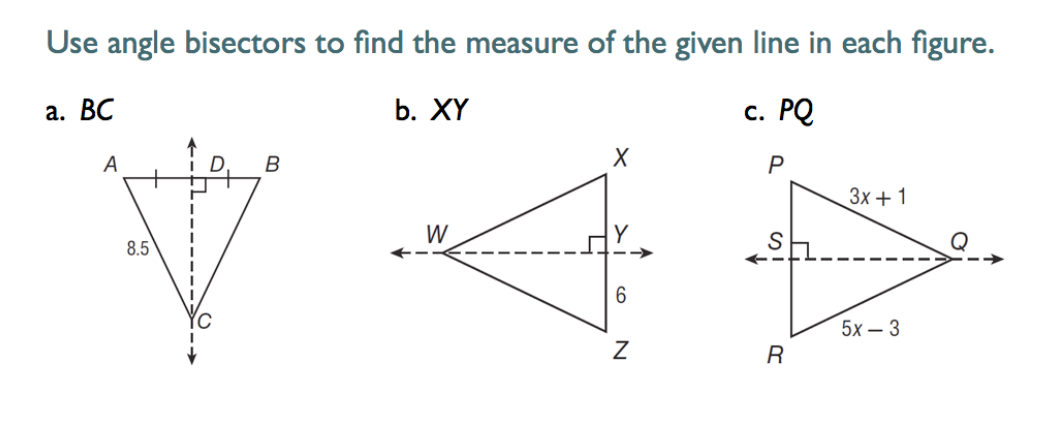 Use angle bisectors to find the measure of the given line in each figure.
a. BC
b. XY
c. PQ
A
D
B
8.5
C
X
W
Y
6
Z
P
3x + 1
S
Q
5x – 3
R